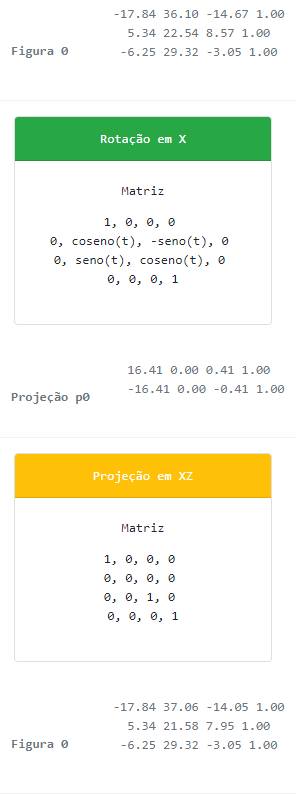 -17.84 36.10 -14.67 1.00
5.34 22.54 8.57 1.00
Figura 0 -6.25 29.32 -3.05 1.00
Rotação em X
Matriz
1, 0, 0, 0
0, coseno(t), -seno(t), 0
0, seno(t), coseno(t), 0
0, 0, 0, 1
16.41 0.00 0.41 1.00
-16.41 0.00 -0.41 1.00
Projeção p0
Projeção em XZ
Matriz
1, 0, 0, 0
0, 0, 0, 0
0, 0, 1, 0
0, 0, 0, 1
-17.84 37.06 -14.05 1.00
5.34 21.58 7.95 1.00
Figura 0 -6.25 29.32 -3.05 1.00